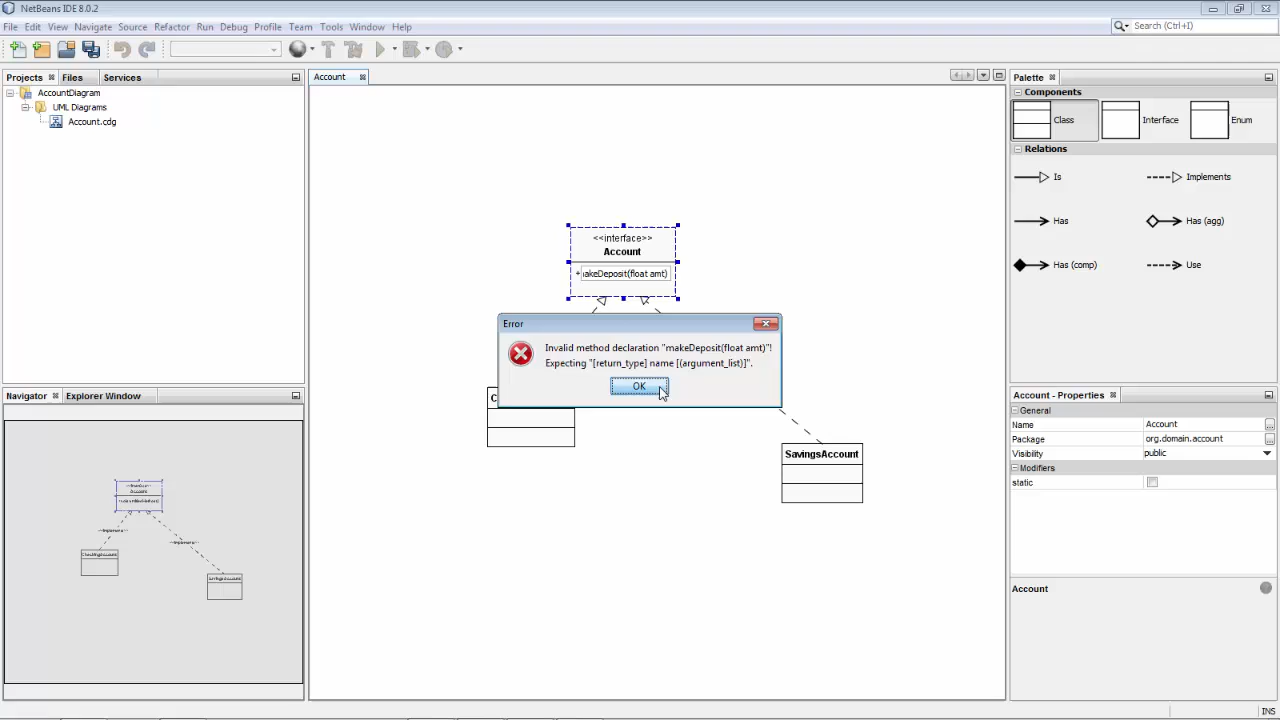 NetBeans IDE 8.0.2
File Edit View Navigate Source Refactor Run Debug Profile Team Tools Window Help
Search (Ctrl+I)
Projects Files Services
AccountDiagram
UML Diagrams
Account.cdg
Account
<<interface>>
Account
+ makeDeposit(float amt)
Error
Invalid method declaration "makeDeposit(float amt)"!
Expecting "[return_type] name [(argument_list)]".
OK
C
SavingsAccount
Palette
Components
Class Interface Enum
Relations
Is Implements
Has Has (agg)
Has (comp) Use
Navigator Explorer Window
Account - Properties
General
Name Account
Package org.domain.account
Visibility public
Modifiers
static
Account
INS